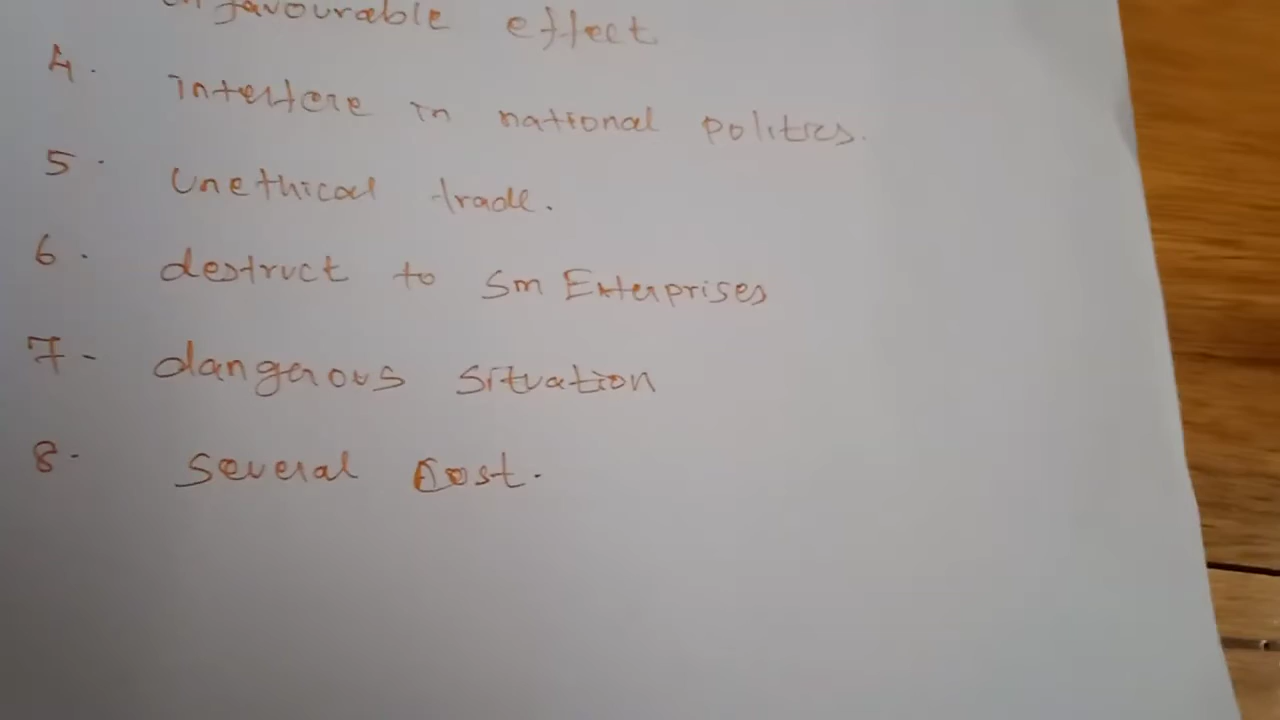 unfavourable effect
4. Interfere in national politics.
5. Unethical trade.
6. destruct to Sm Enterprises
7- dangerous situation
8. Several Cost.